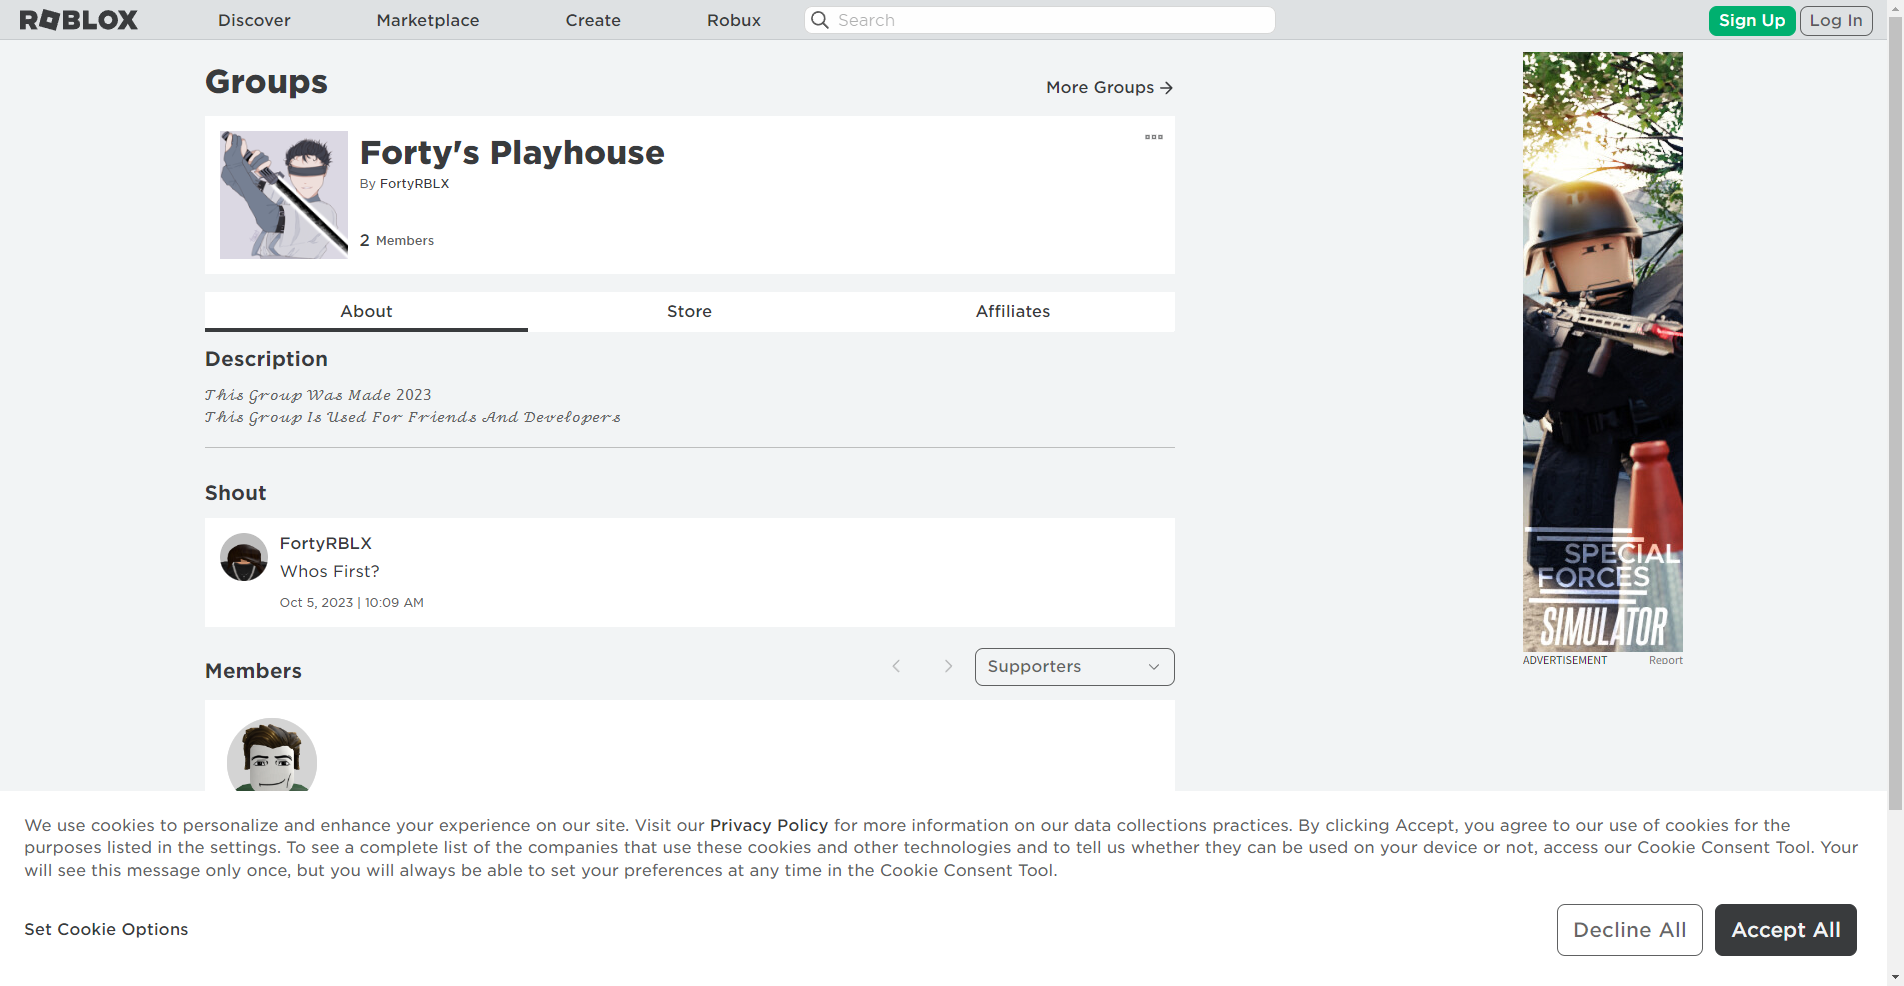 ROBLOX
Discover
Marketplace
Create
Robux
Search
Sign Up
Log In
Groups
More Groups →
Forty's Playhouse
By FortyRBLX
2 Members
About
Store
Affiliates
Description
𝓣𝓱𝓲𝓼 𝓖𝓻𝓸𝓾𝓹 𝓦𝓪𝓼 𝓜𝓪𝓭𝓮 2023
𝓣𝓱𝓲𝓼 𝓖𝓻𝓸𝓾𝓹 𝓘𝓼 𝓤𝓼𝓮𝓭 𝓕𝓸𝓻 𝓕𝓻𝓲𝓮𝓷𝓭𝓼 𝓐𝓷𝓭 𝓓𝓮𝓿𝓮𝓵𝓸𝓹𝓮𝓻𝓼
Shout
FortyRBLX
Whos First?
Oct 5, 2023 | 10:09 AM
Members
Supporters
SPECIAL
FORCES
SIMULATOR
ADVERTISEMENT
Report
We use cookies to personalize and enhance your experience on our site. Visit our Privacy Policy for more information on our data collections practices. By clicking Accept, you agree to our use of cookies for the
purposes listed in the settings. To see a complete list of the companies that use these cookies and other technologies and to tell us whether they can be used on your device or not, access our Cookie Consent Tool. Your
will see this message only once, but you will always be able to set your preferences at any time in the Cookie Consent Tool.
Set Cookie Options
Decline All
Accept All